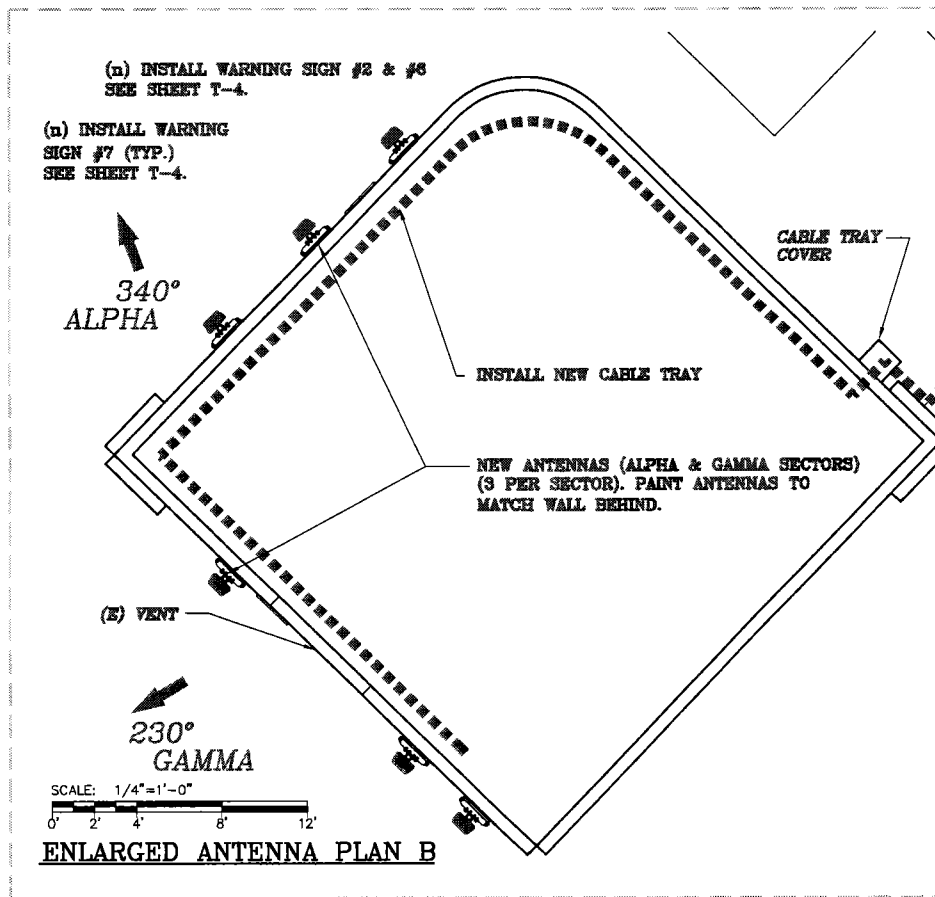 (n) INSTALL WARNING SIGN #2 & #6
SEE SHEET T-4.
(n) INSTALL WARNING
SIGN #7 (TYP.)
SEE SHEET T-4.
340°
ALPHA
CABLE TRAY
COVER
INSTALL NEW CABLE TRAY
NEW ANTENNAS (ALPHA & GAMMA SECTORS)
(3 PER SECTOR). PAINT ANTENNAS TO
MATCH WALL BEHIND.
(E) VENT
230°
GAMMA
SCALE: 1/4"=1'-0"
0' 2' 4' 8' 12'
ENLARGED ANTENNA PLAN B